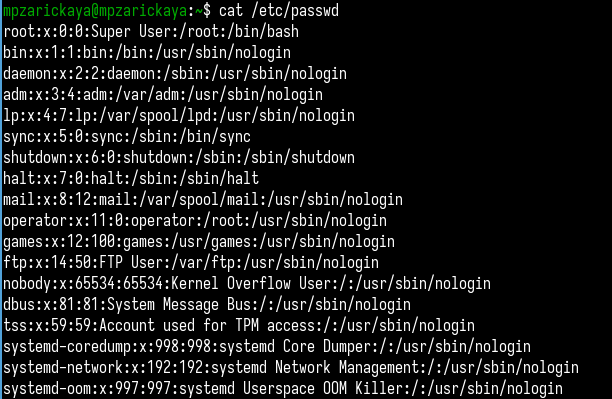 mpzarickaya@mpzarickaya:~$ cat /etc/passwd
root:x:0:0:Super User:/root:/bin/bash
bin:x:1:1:bin:/bin:/usr/sbin/nologin
daemon:x:2:2:daemon:/sbin:/usr/sbin/nologin
adm:x:3:4:adm:/var/adm:/usr/sbin/nologin
lp:x:4:7:lp:/var/spool/lpd:/usr/sbin/nologin
sync:x:5:0:sync:/sbin:/bin/sync
shutdown:x:6:0:shutdown:/sbin:/sbin/shutdown
halt:x:7:0:halt:/sbin:/sbin/halt
mail:x:8:12:mail:/var/spool/mail:/usr/sbin/nologin
operator:x:11:0:operator:/root:/usr/sbin/nologin
games:x:12:100:games:/usr/games:/usr/sbin/nologin
ftp:x:14:50:FTP User:/var/ftp:/usr/sbin/nologin
nobody:x:65534:65534:Kernel Overflow User:/:/usr/sbin/nologin
dbus:x:81:81:System Message Bus:/:/usr/sbin/nologin
tss:x:59:59:Account used for TPM access:/:/usr/sbin/nologin
systemd-coredump:x:998:998:systemd Core Dumper:/:/usr/sbin/nologin
systemd-network:x:192:192:systemd Network Management:/:/usr/sbin/nologin
systemd-oom:x:997:997:systemd Userspace OOM Killer:/:/usr/sbin/nologin